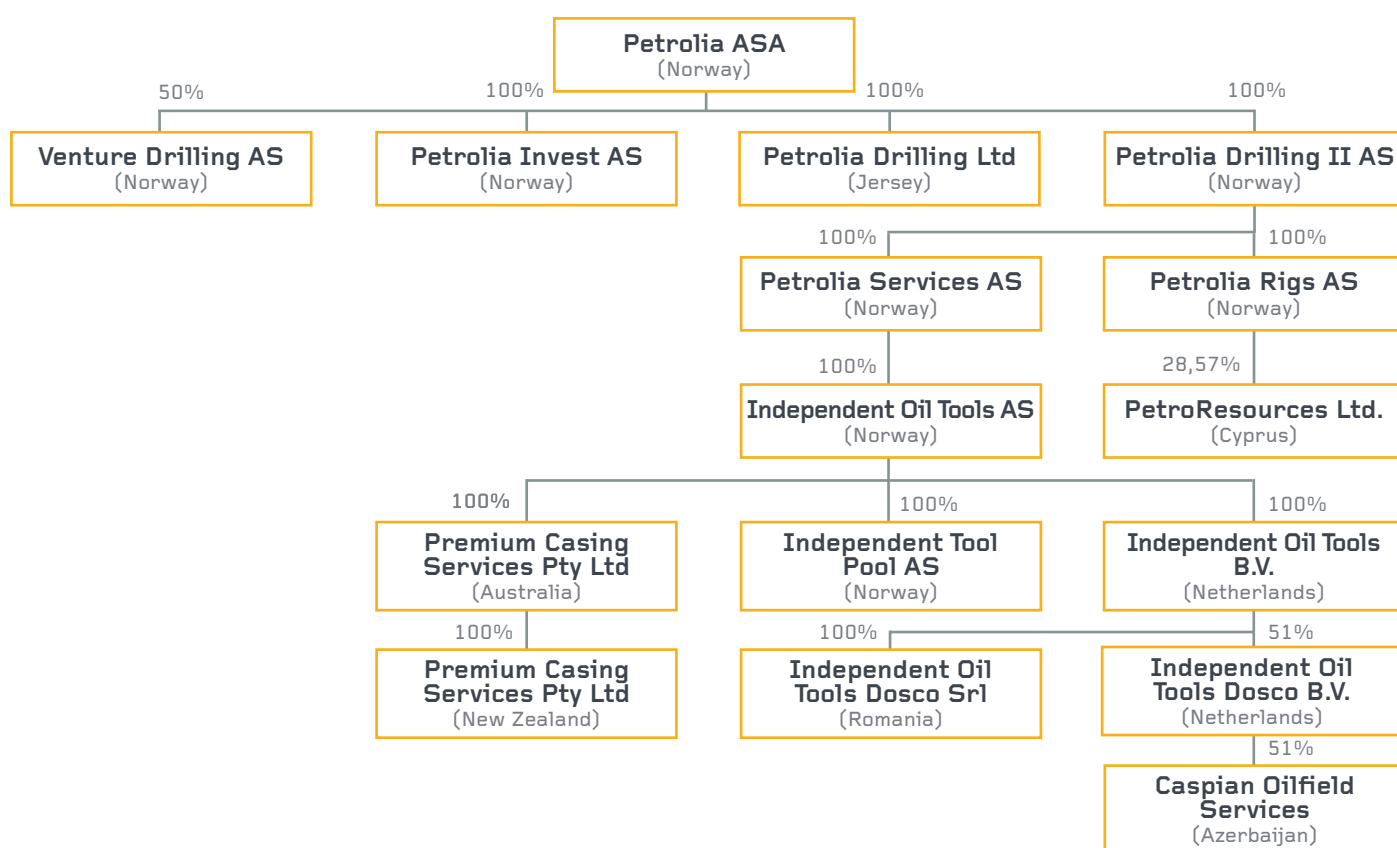 Petrolia ASA
(Norway)
50%
100%
100%
100%
Venture Drilling AS
(Norway)
Petrolia Invest AS
(Norway)
Petrolia Drilling Ltd
(Jersey)
Petrolia Drilling II AS
(Norway)
100%
100%
Petrolia Services AS
(Norway)
Petrolia Rigs AS
(Norway)
100%
28,57%
Independent Oil Tools AS
(Norway)
PetroResources Ltd.
(Cyprus)
100%
100%
100%
Premium Casing
Services Pty Ltd
(Australia)
Independent Tool
Pool AS
(Norway)
Independent Oil Tools
B.V.
(Netherlands)
100%
100%
51%
Premium Casing
Services Pty Ltd
(New Zealand)
Independent Oil
Tools Dosco Srl
(Romania)
Independent Oil
Tools Dosco B.V.
(Netherlands)
51%
Caspian Oilfield
Services
(Azerbaijan)